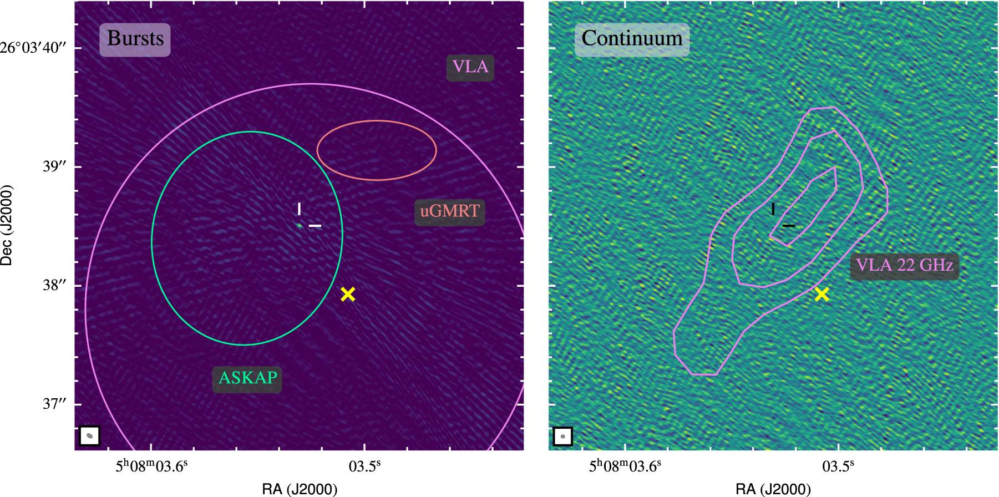 Bursts
VLA
uGMRT
ASKAP
26°03′40″
39″
38″
37″
Dec (J2000)
5ʰ08ᵐ03.6ˢ
03.5ˢ
RA (J2000)
Continuum
VLA 22 GHz
5ʰ08ᵐ03.6ˢ
03.5ˢ
RA (J2000)